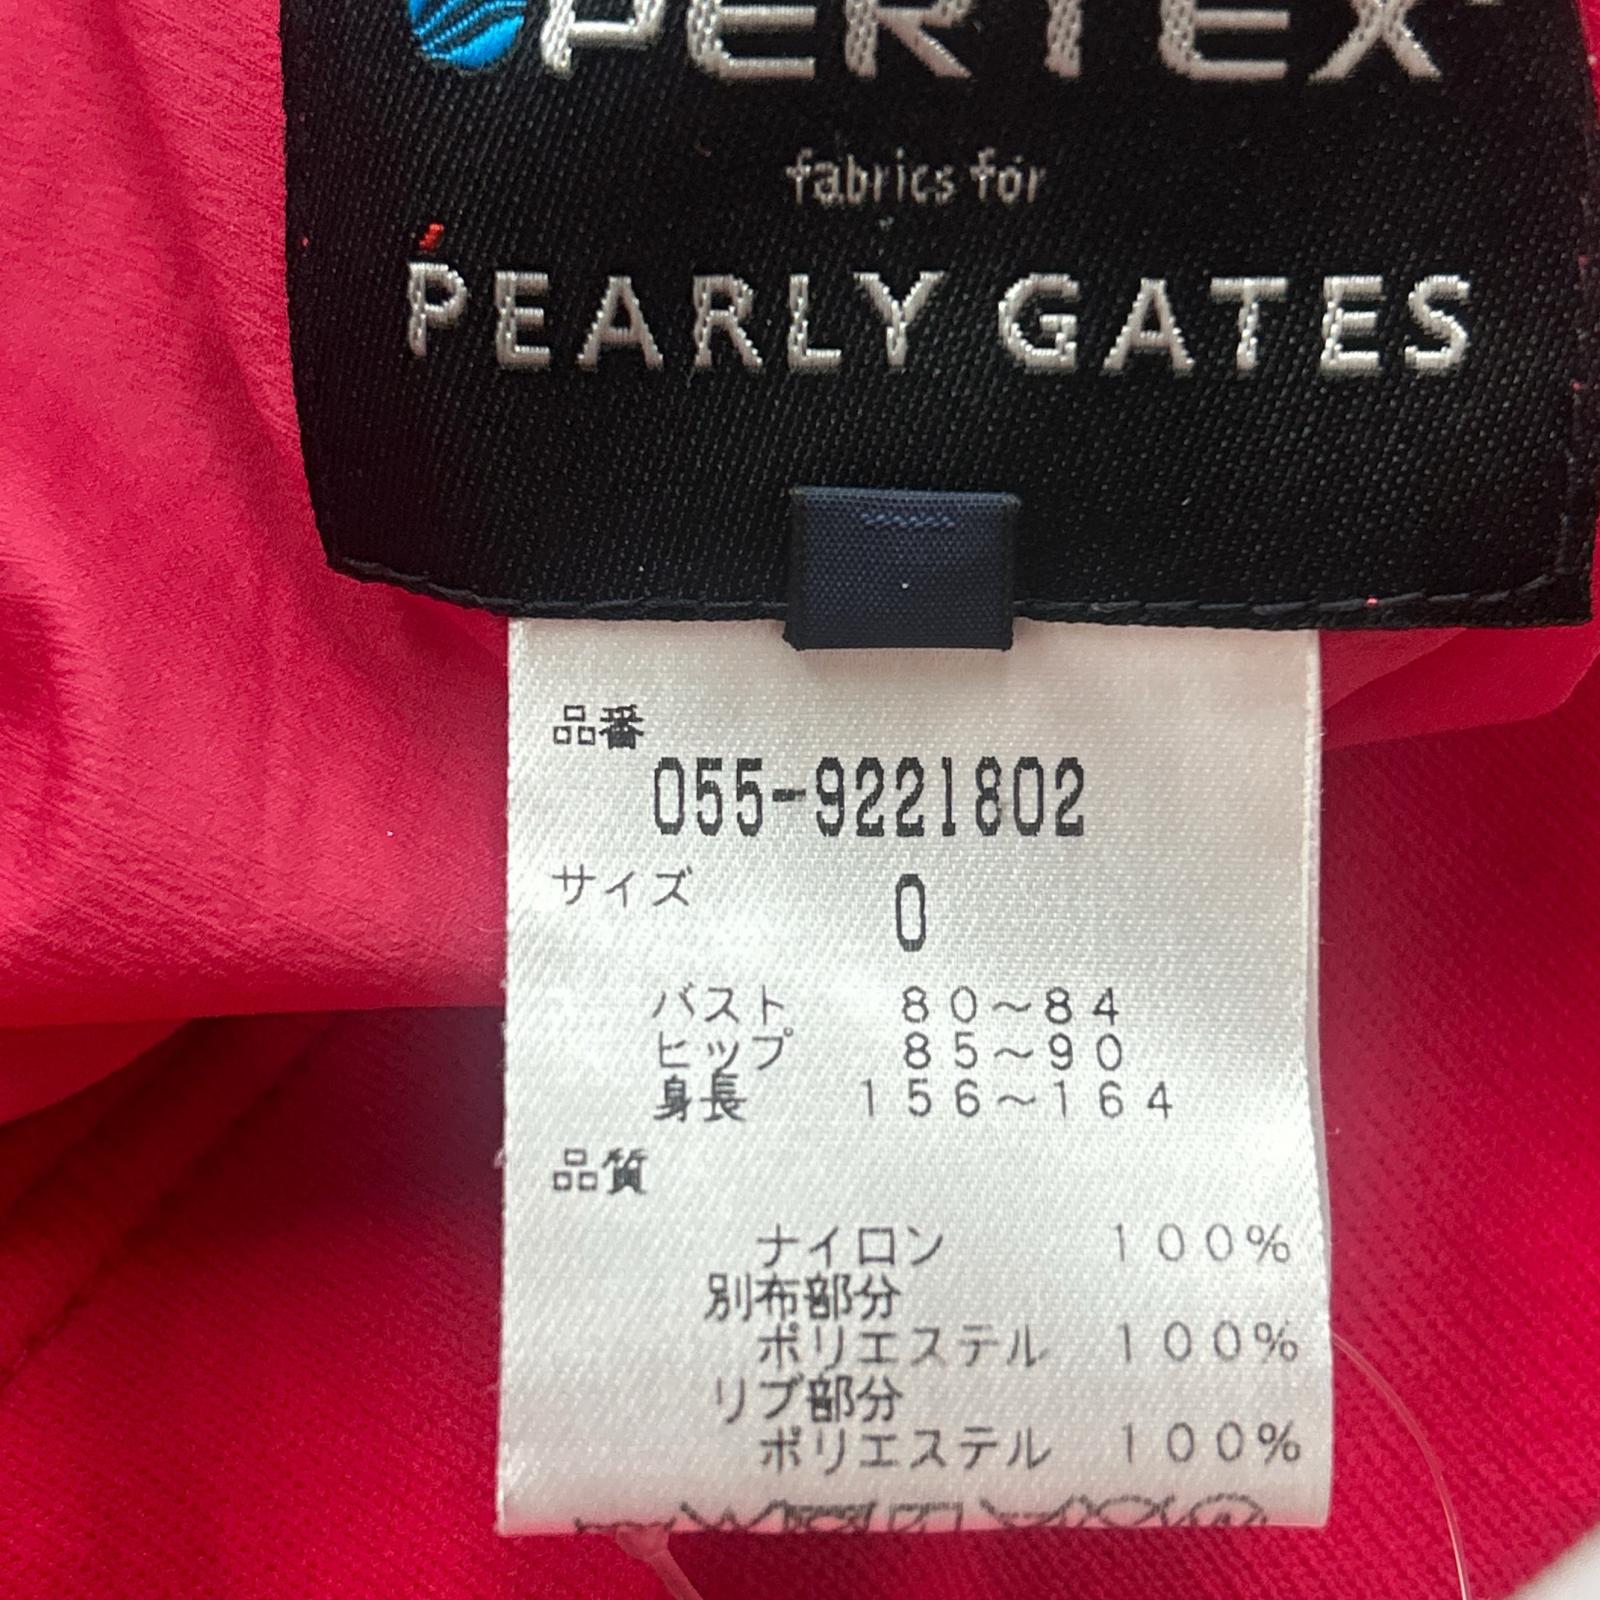 PERTEX
fabrics for
PEARLY GATES
品番
055-9221802
サイズ 0
バスト 80~84
ヒップ 85~90
身長 156~164
品質
ナイロン 100%
別布部分
ポリエステル 100%
リブ部分
ポリエステル 100%